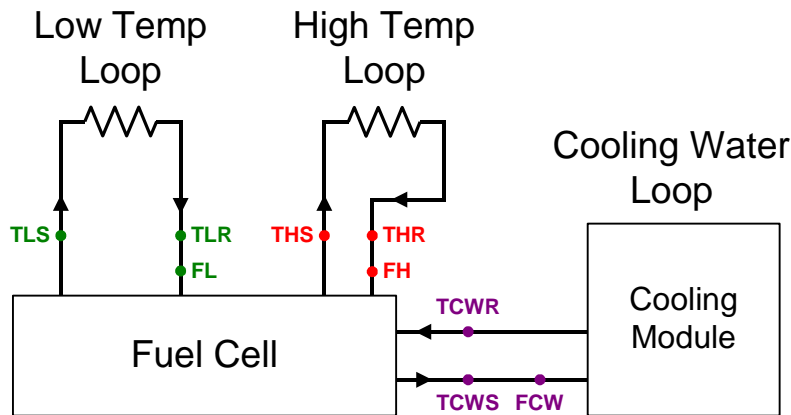 Low Temp
Loop
High Temp
Loop
Cooling Water
Loop
TLS
TLR
THS
THR
FL
FH
Fuel Cell
TCWR
TCWS
FCW
Cooling
Module